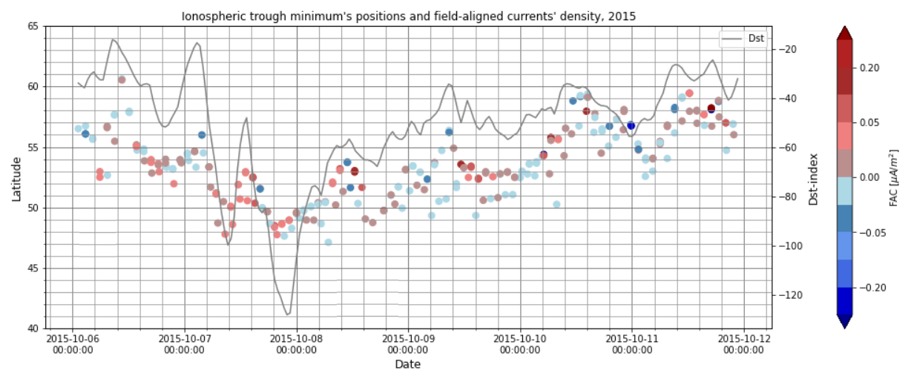 Ionospheric trough minimum's positions and field-aligned currents' density, 2015
Dst
65
60
55
50
45
40
Latitude
−20
−40
−60
−80
−100
−120
Dst-index
0.20
0.05
0.00
−0.05
−0.20
FAC [μA/m²]
2015-10-06 2015-10-07 2015-10-08 2015-10-09 2015-10-10 2015-10-11 2015-10-12
00:00:00 00:00:00 00:00:00 00:00:00 00:00:00 00:00:00 00:00:00
Date